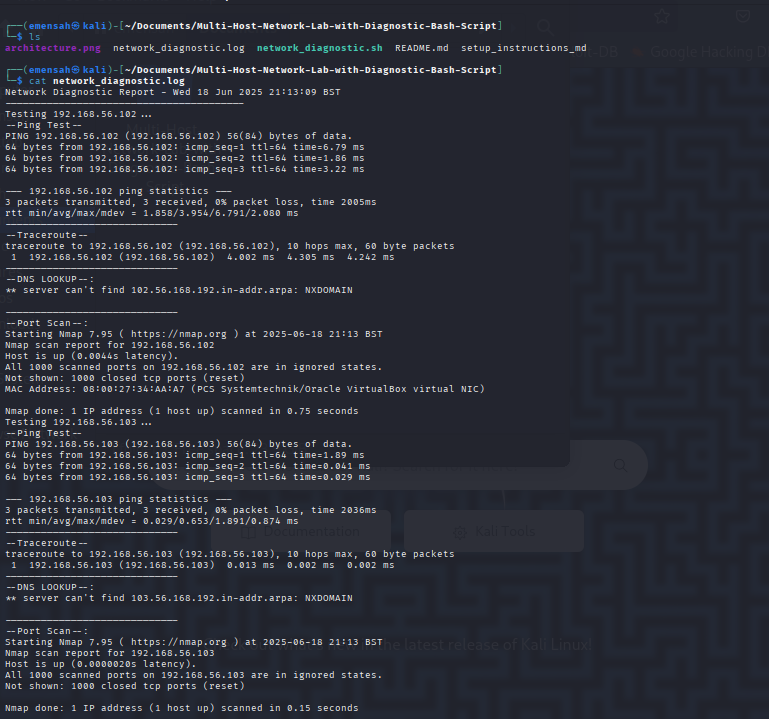 ┌──(emensah㉿kali)-[~/Documents/Multi-Host-Network-Lab-with-Diagnostic-Bash-Script]
└─$ ls
architecture.png  network_diagnostic.log  network_diagnostic.sh  README.md  setup_instructions_md
┌──(emensah㉿kali)-[~/Documents/Multi-Host-Network-Lab-with-Diagnostic-Bash-Script]
└─$ cat network_diagnostic.log
Network Diagnostic Report - Wed 18 Jun 2025 21:13:09 BST
-----------------------------------------
Testing 192.168.56.102...
--Ping Test--
PING 192.168.56.102 (192.168.56.102) 56(84) bytes of data.
64 bytes from 192.168.56.102: icmp_seq=1 ttl=64 time=6.79 ms
64 bytes from 192.168.56.102: icmp_seq=2 ttl=64 time=1.86 ms
64 bytes from 192.168.56.102: icmp_seq=3 ttl=64 time=3.22 ms
--- 192.168.56.102 ping statistics ---
3 packets transmitted, 3 received, 0% packet loss, time 2005ms
rtt min/avg/max/mdev = 1.858/3.954/6.791/2.080 ms
------------------------------
--Traceroute--
traceroute to 192.168.56.102 (192.168.56.102), 10 hops max, 60 byte packets
 1  192.168.56.102 (192.168.56.102)  4.002 ms  4.305 ms  4.242 ms
------------------------------
--DNS LOOKUP--:
** server can't find 102.56.168.192.in-addr.arpa: NXDOMAIN
------------------------------
--Port Scan--:
Starting Nmap 7.95 ( https://nmap.org ) at 2025-06-18 21:13 BST
Nmap scan report for 192.168.56.102
Host is up (0.0044s latency).
All 1000 scanned ports on 192.168.56.102 are in ignored states.
Not shown: 1000 closed tcp ports (reset)
MAC Address: 08:00:27:34:AA:A7 (PCS Systemtechnik/Oracle VirtualBox virtual NIC)
Nmap done: 1 IP address (1 host up) scanned in 0.75 seconds
Testing 192.168.56.103...
--Ping Test--
PING 192.168.56.103 (192.168.56.103) 56(84) bytes of data.
64 bytes from 192.168.56.103: icmp_seq=1 ttl=64 time=1.89 ms
64 bytes from 192.168.56.103: icmp_seq=2 ttl=64 time=0.041 ms
64 bytes from 192.168.56.103: icmp_seq=3 ttl=64 time=0.029 ms
--- 192.168.56.103 ping statistics ---
3 packets transmitted, 3 received, 0% packet loss, time 2036ms
rtt min/avg/max/mdev = 0.029/0.653/1.891/0.874 ms
------------------------------
--Traceroute--
traceroute to 192.168.56.103 (192.168.56.103), 10 hops max, 60 byte packets
 1  192.168.56.103 (192.168.56.103)  0.013 ms  0.002 ms  0.002 ms
------------------------------
--DNS LOOKUP--:
** server can't find 103.56.168.192.in-addr.arpa: NXDOMAIN
------------------------------
--Port Scan--:
Starting Nmap 7.95 ( https://nmap.org ) at 2025-06-18 21:13 BST
Nmap scan report for 192.168.56.103
Host is up (0.0000020s latency).
All 1000 scanned ports on 192.168.56.103 are in ignored states.
Not shown: 1000 closed tcp ports (reset)
Nmap done: 1 IP address (1 host up) scanned in 0.15 seconds
Google Hacking
Documentation
Kali Tools
the latest release of Kali Linux!